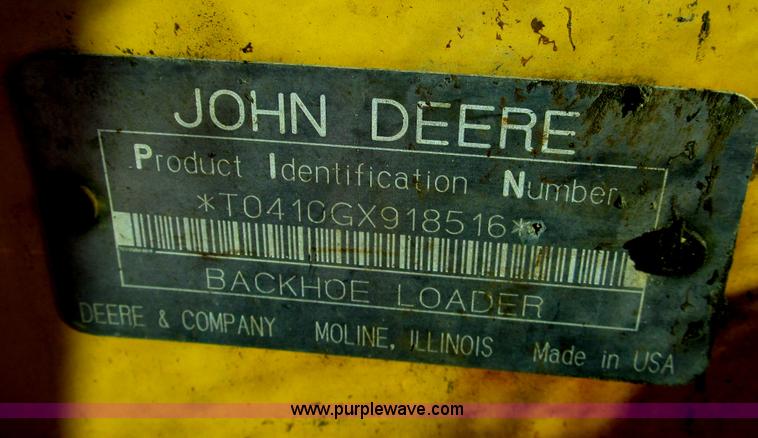 JOHN DEERE
Product Identification Number
*T0410GX918516*
BACKHOE LOADER
DEERE & COMPANY MOLINE, ILLINOIS Made in USA
www.purplewave.com